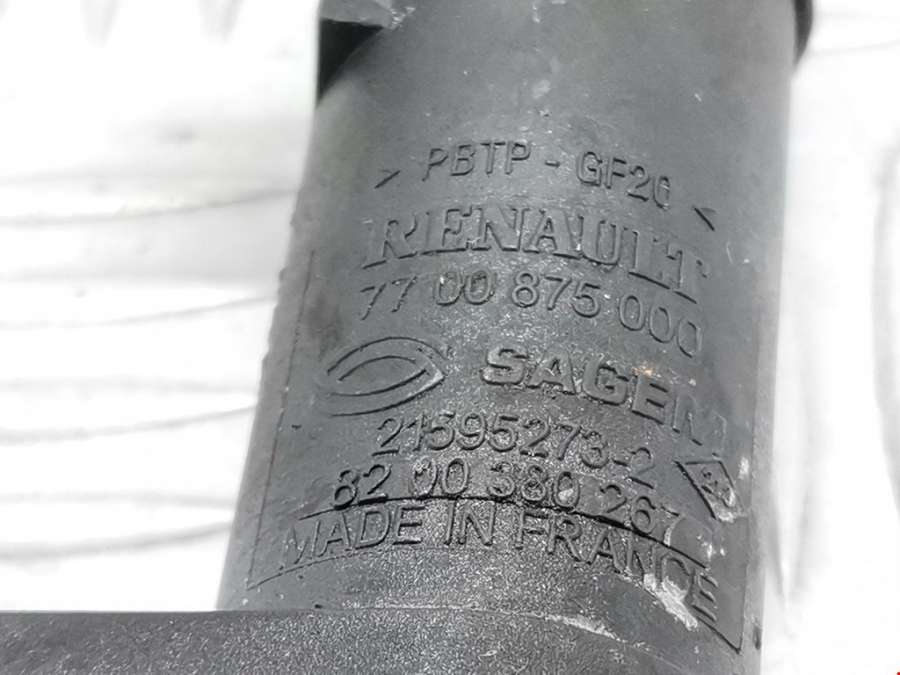 > PBTP - GF20 <
RENAULT
77 00 875 000
SAGEM
21595273-2
82 00 380 267
MADE IN FRANCE